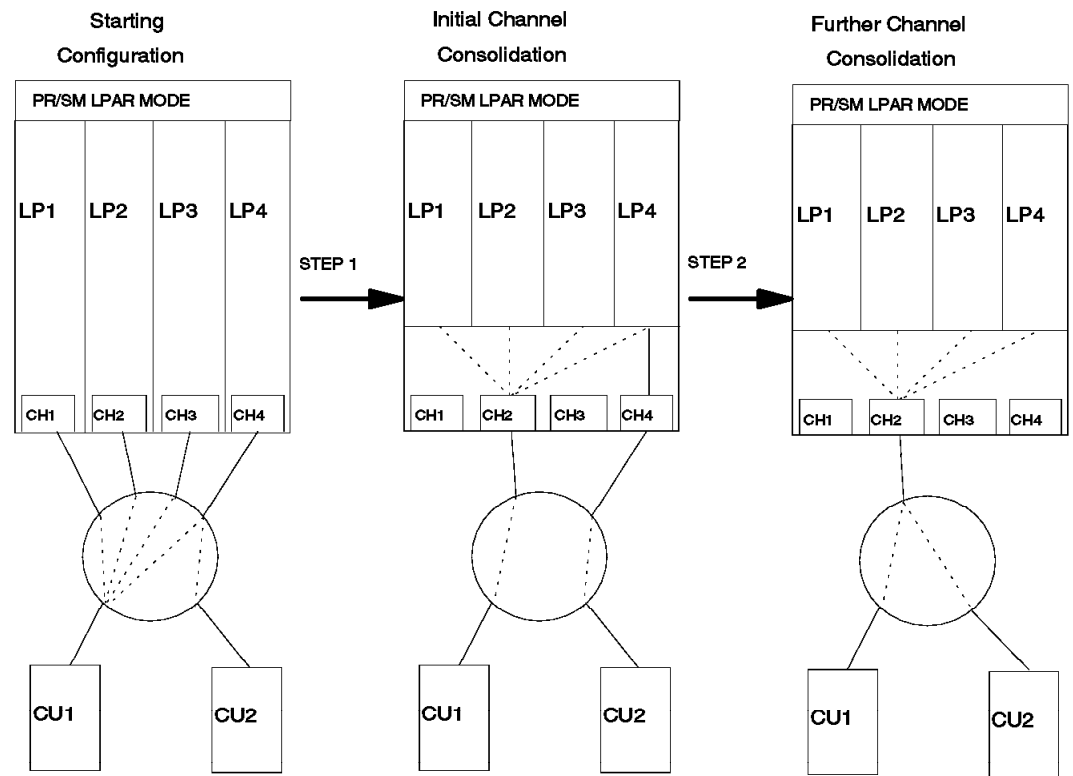 Starting
Configuration
Initial Channel
Consolidation
Further Channel
Consolidation
PR/SM LPAR MODE
PR/SM LPAR MODE
PR/SM LPAR MODE
LP1 LP2 LP3 LP4
LP1 LP2 LP3 LP4
LP1 LP2 LP3 LP4
STEP 1
STEP 2
CH1 CH2 CH3 CH4
CH1 CH2 CH3 CH4
CH1 CH2 CH3 CH4
CU1 CU2
CU1 CU2
CU1 CU2